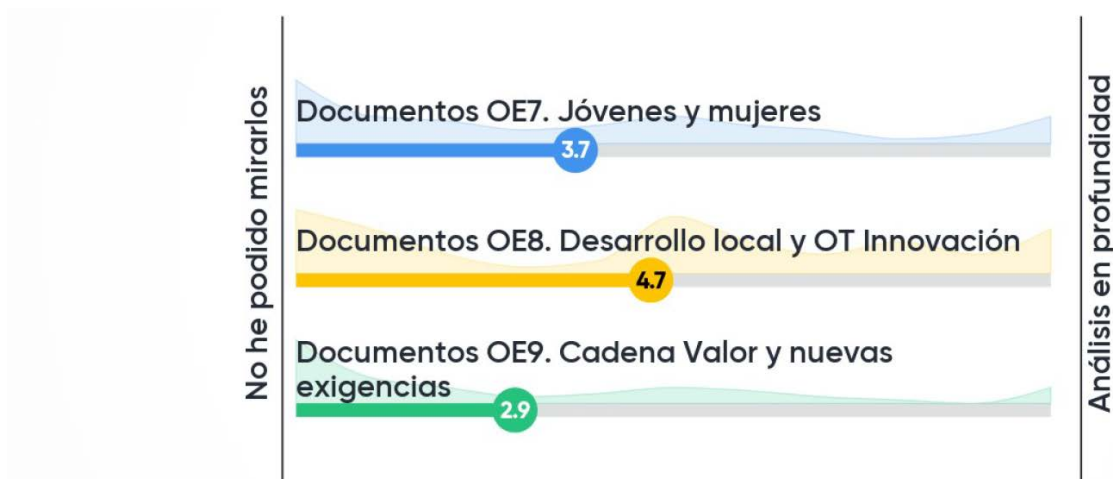 No he podido mirarlos
Documentos OE7. Jóvenes y mujeres
3.7
Documentos OE8. Desarrollo local y OT Innovación
4.7
Documentos OE9. Cadena Valor y nuevas
exigencias
2.9
Análisis en profundidad